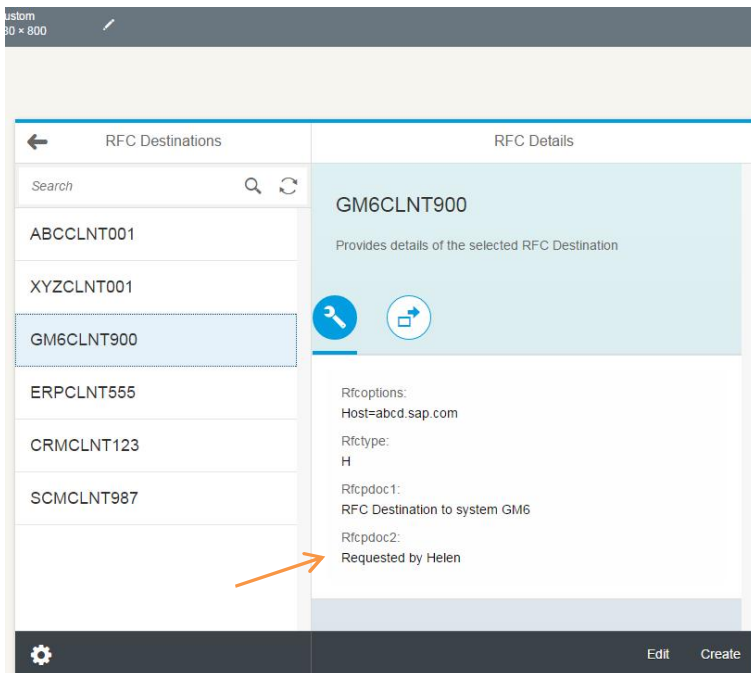 ustom
30 × 800
RFC Destinations
RFC Details
Search
ABCCLNT001
XYZCLNT001
GM6CLNT900
ERPCLNT555
CRMCLNT123
SCMCLNT987
GM6CLNT900
Provides details of the selected RFC Destination
Rfcoptions:
Host=abcd.sap.com
Rfctype:
H
Rfcpdoc1:
RFC Destination to system GM6
Rfcpdoc2:
Requested by Helen
Edit
Create